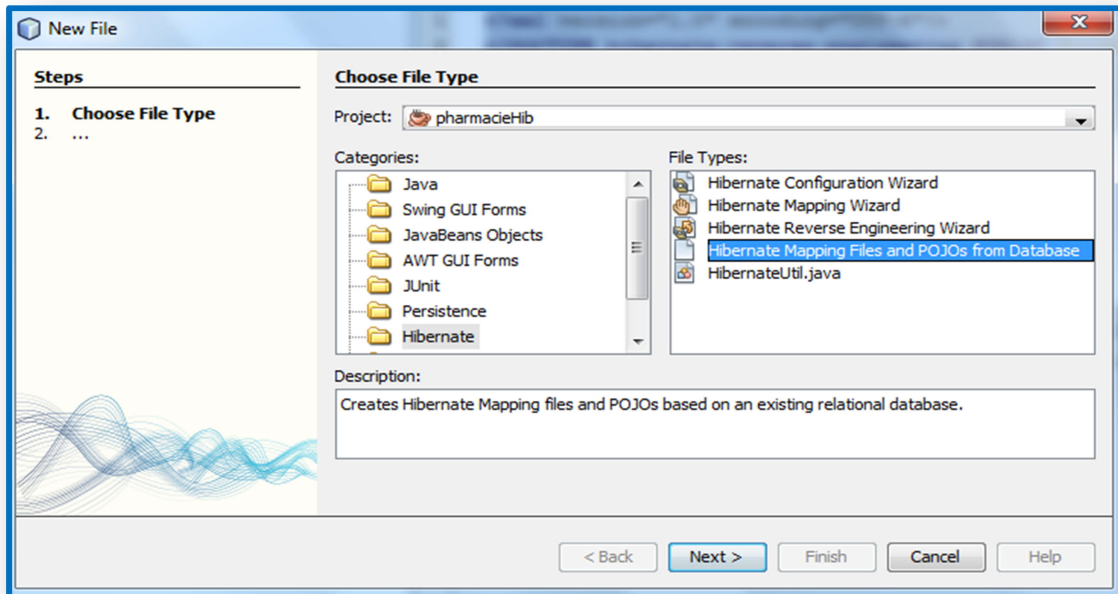 New File
Steps
1. Choose File Type
2. ...
Choose File Type
Project: pharmacieHib
Categories:
Java
Swing GUI Forms
JavaBeans Objects
AWT GUI Forms
JUnit
Persistence
Hibernate
File Types:
Hibernate Configuration Wizard
Hibernate Mapping Wizard
Hibernate Reverse Engineering Wizard
Hibernate Mapping Files and POJOs from Database
HibernateUtil.java
Description:
Creates Hibernate Mapping files and POJOs based on an existing relational database.
< Back Next > Finish Cancel Help